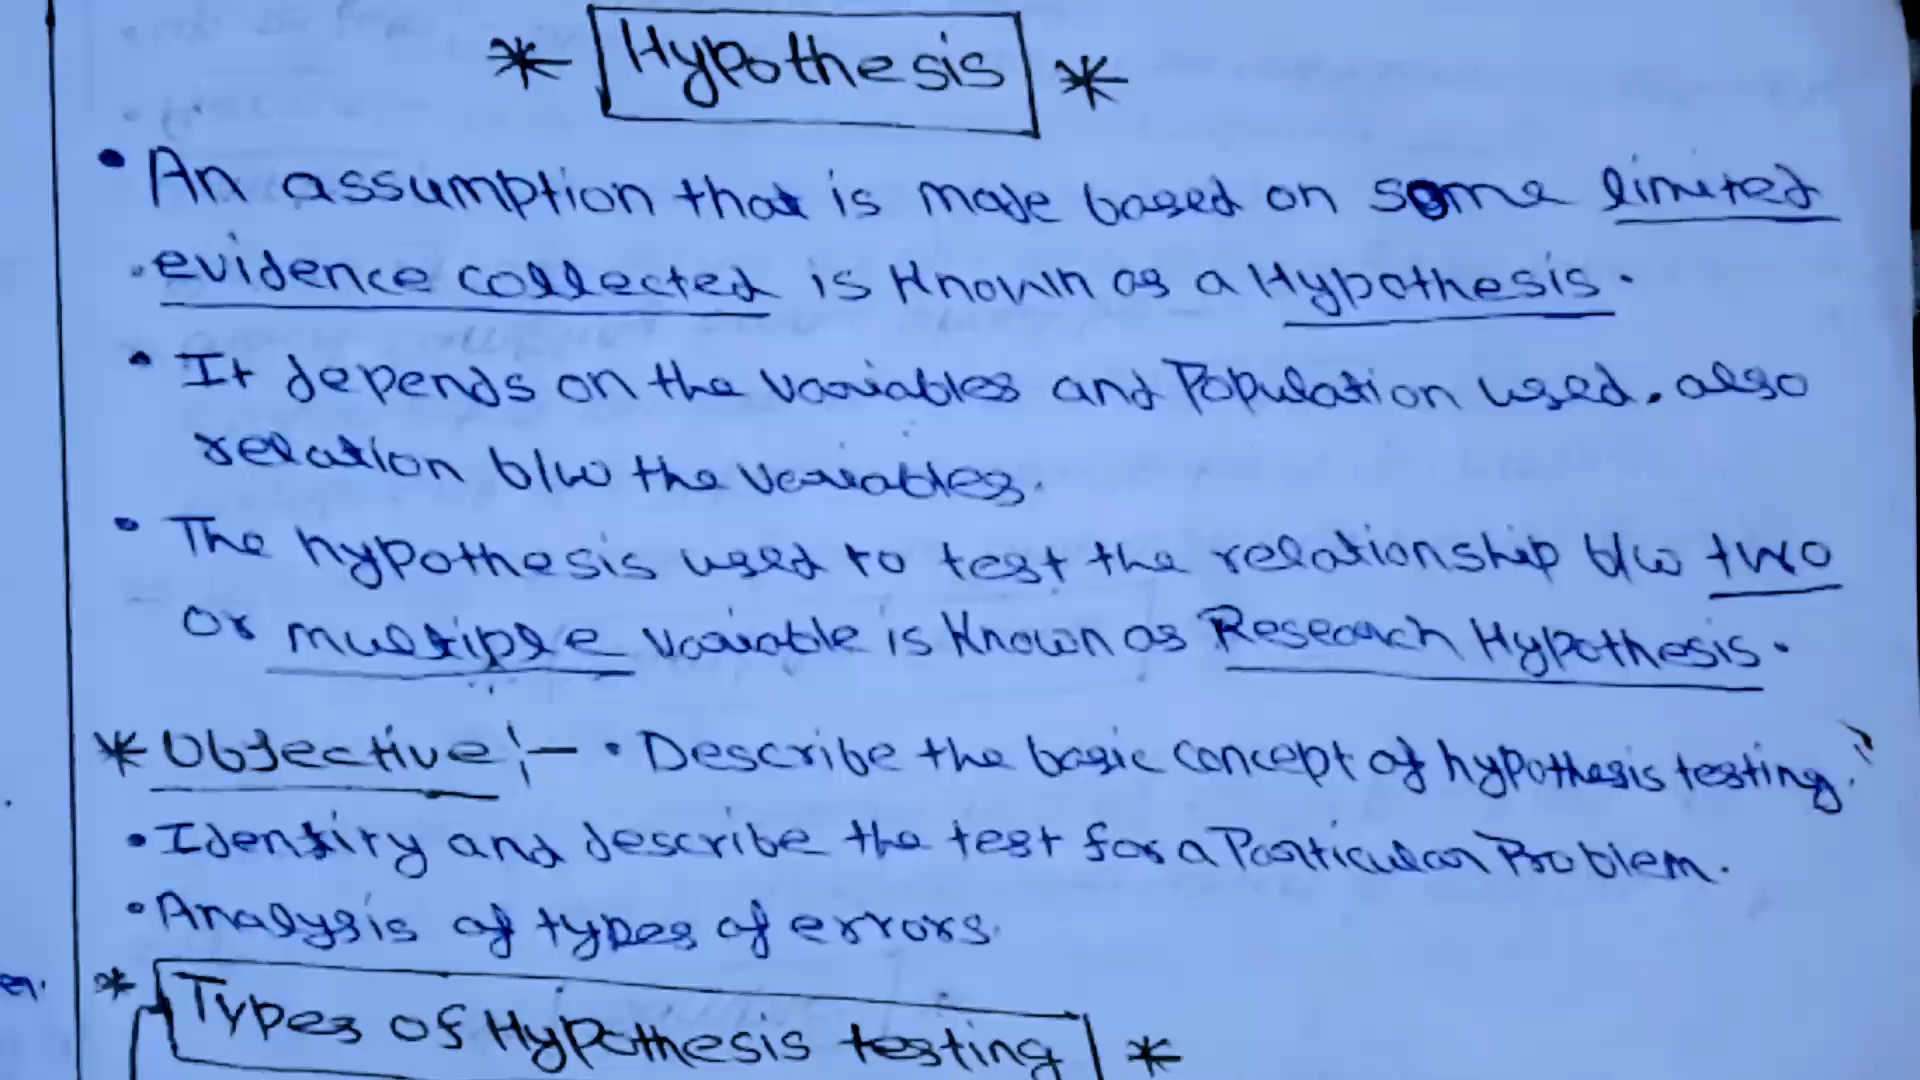 * Hypothesis *
• An assumption that is made based on some limited
evidence collected is known as a Hypothesis.
• It depends on the variables and Population used. also
relation b/w the variables.
• The hypothesis used to test the relationship b/w two
or multiple variable is known as Research Hypothesis.
* Objective :- • Describe the basic concept of hypothesis testing.
• Identity and describe the test for a Particular Problem.
• Analysis of types of errors.
* Types of Hypothesis testing *